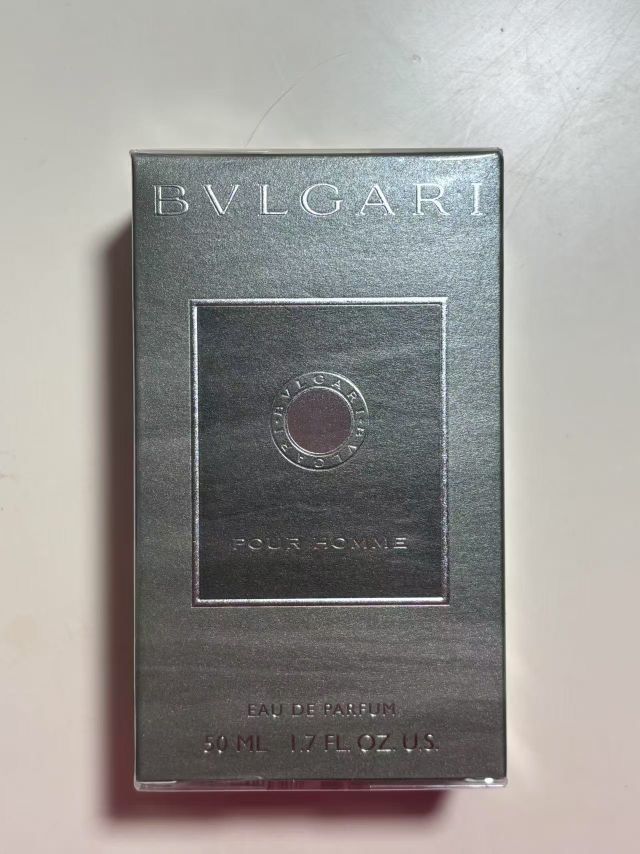 BVLGARI
BVLGARI·BVLGARI·
POUR HOMME
EAU DE PARFUM
50 ML 1.7 FL. OZ. U.S.